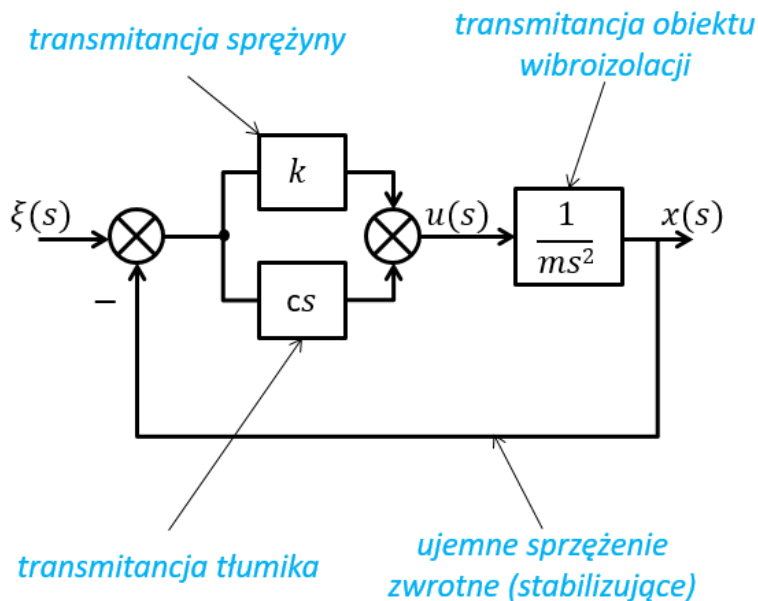 transmitancja sprężyny
transmitancja obiektu
wibroizolacji
k
ξ(s)
u(s)
1
ms²
x(s)
cs
−
transmitancja tłumika
ujemne sprzężenie
zwrotne (stabilizujące)